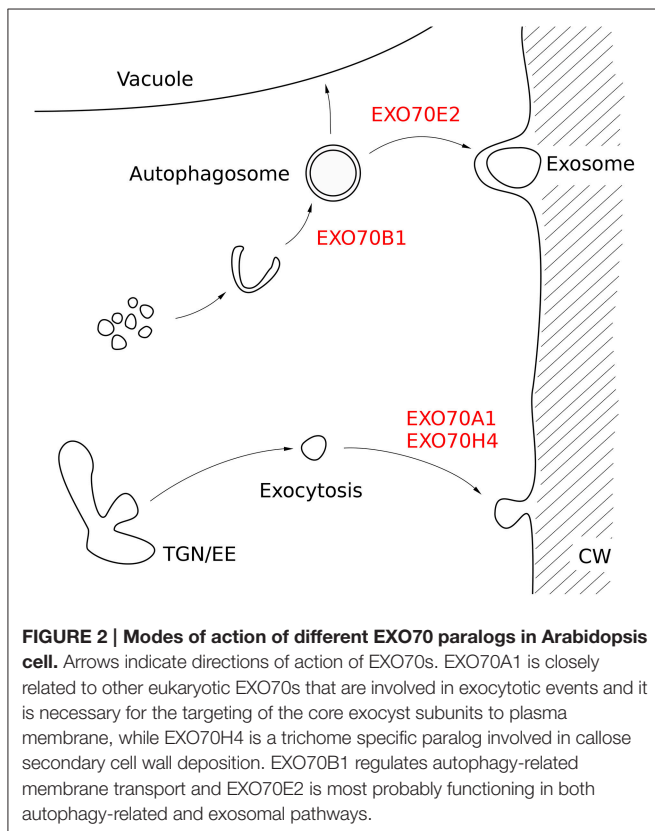 Vacuole
EXO70E2
Autophagosome
Exosome
EXO70B1
EXO70A1
EXO70H4
Exocytosis
TGN/EE
CW
FIGURE 2 | Modes of action of different EXO70 paralogs in Arabidopsis
cell. Arrows indicate directions of action of EXO70s. EXO70A1 is closely
related to other eukaryotic EXO70s that are involved in exocytotic events and it
is necessary for the targeting of the core exocyst subunits to plasma
membrane, while EXO70H4 is a trichome specific paralog involved in callose
secondary cell wall deposition. EXO70B1 regulates autophagy-related
membrane transport and EXO70E2 is most probably functioning in both
autophagy-related and exosomal pathways.